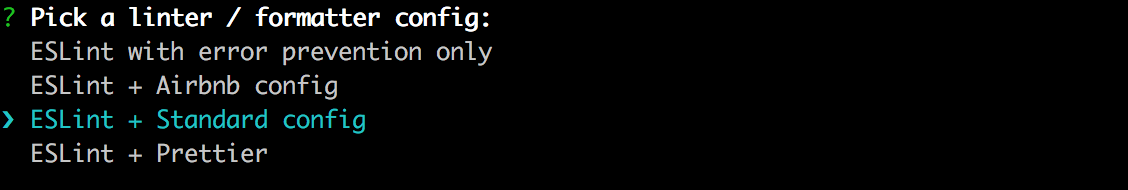 ? Pick a linter / formatter config:
ESLint with error prevention only
ESLint + Airbnb config
❯ ESLint + Standard config
ESLint + Prettier